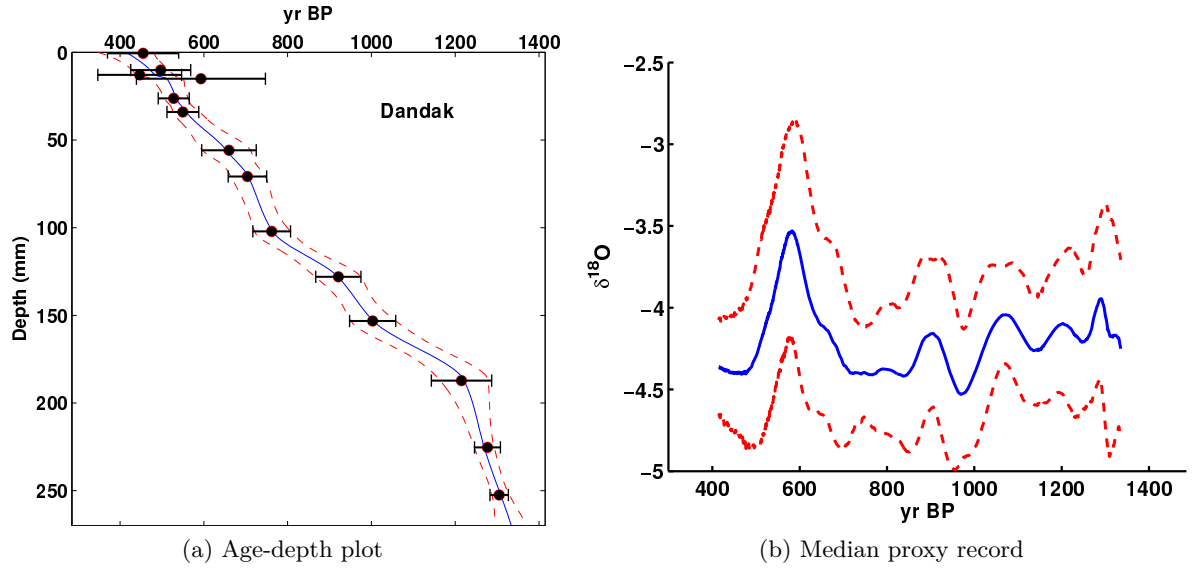 yr BP
400 600 800 1000 1200 1400
0
50
100
150
200
250
Depth (mm)
Dandak
(a) Age-depth plot
−2.5
−3
−3.5
−4
−4.5
−5
δ¹⁸O
400 600 800 1000 1200 1400
yr BP
(b) Median proxy record